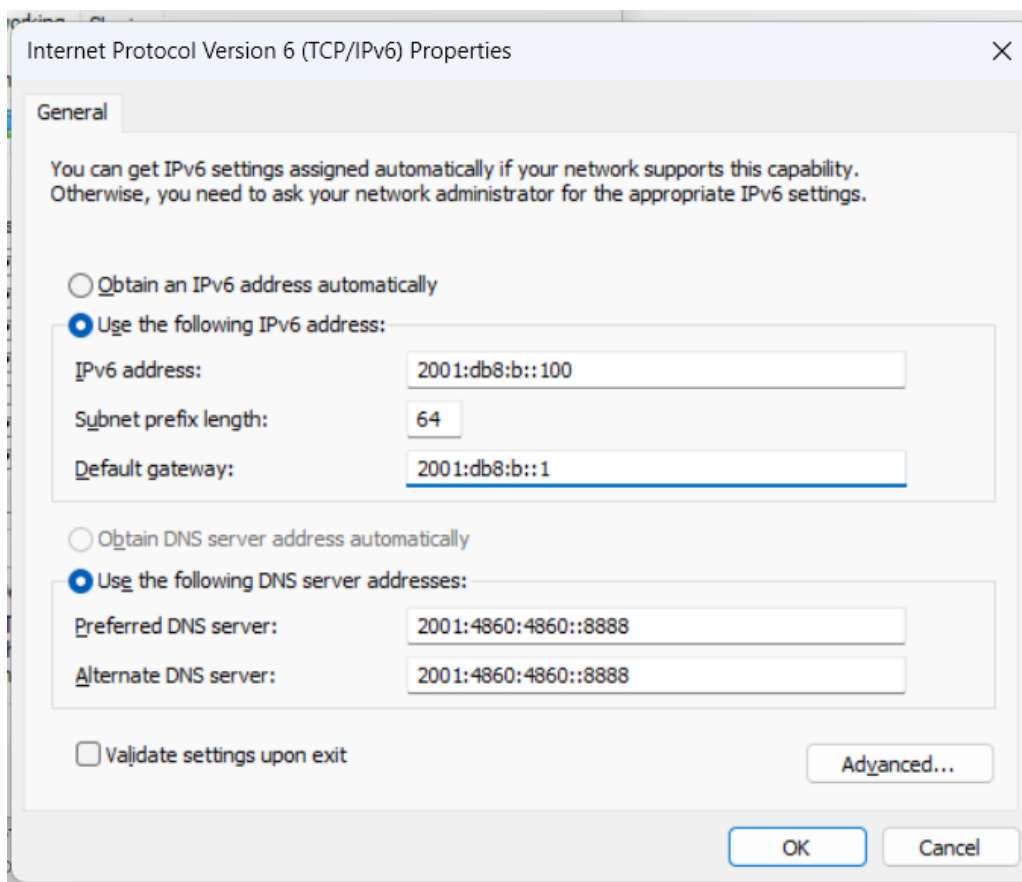 Internet Protocol Version 6 (TCP/IPv6) Properties
General
You can get IPv6 settings assigned automatically if your network supports this capability.
Otherwise, you need to ask your network administrator for the appropriate IPv6 settings.
Obtain an IPv6 address automatically
Use the following IPv6 address:
IPv6 address: 2001:db8:b::100
Subnet prefix length: 64
Default gateway: 2001:db8:b::1
Obtain DNS server address automatically
Use the following DNS server addresses:
Preferred DNS server: 2001:4860:4860::8888
Alternate DNS server: 2001:4860:4860::8888
Validate settings upon exit
Advanced...
OK Cancel